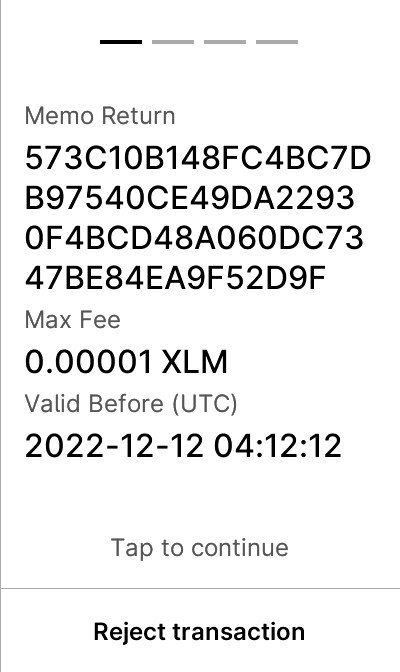 Memo Return
573C10B148FC4BC7D
B97540CE49DA2293
0F4BCD48A060DC73
47BE84EA9F52D9F
Max Fee
0.00001 XLM
Valid Before (UTC)
2022-12-12 04:12:12
Tap to continue
Reject transaction